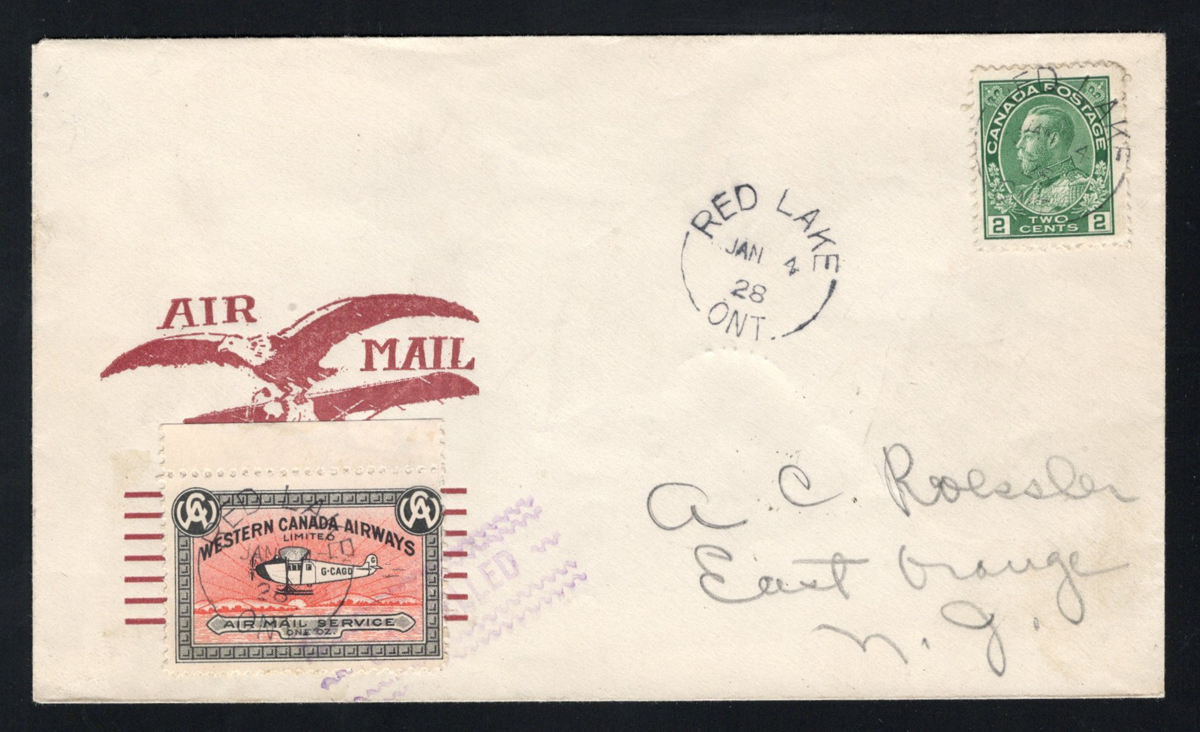 CANADA POSTAGE
2 TWO CENTS 2
RED LAKE
JAN 4
28
ONT.
AIR
MAIL
WESTERN CANADA AIRWAYS
LIMITED
G-CAGD
AIR MAIL SERVICE
ONE OZ.
A C Roessler
East Orange
N. J.